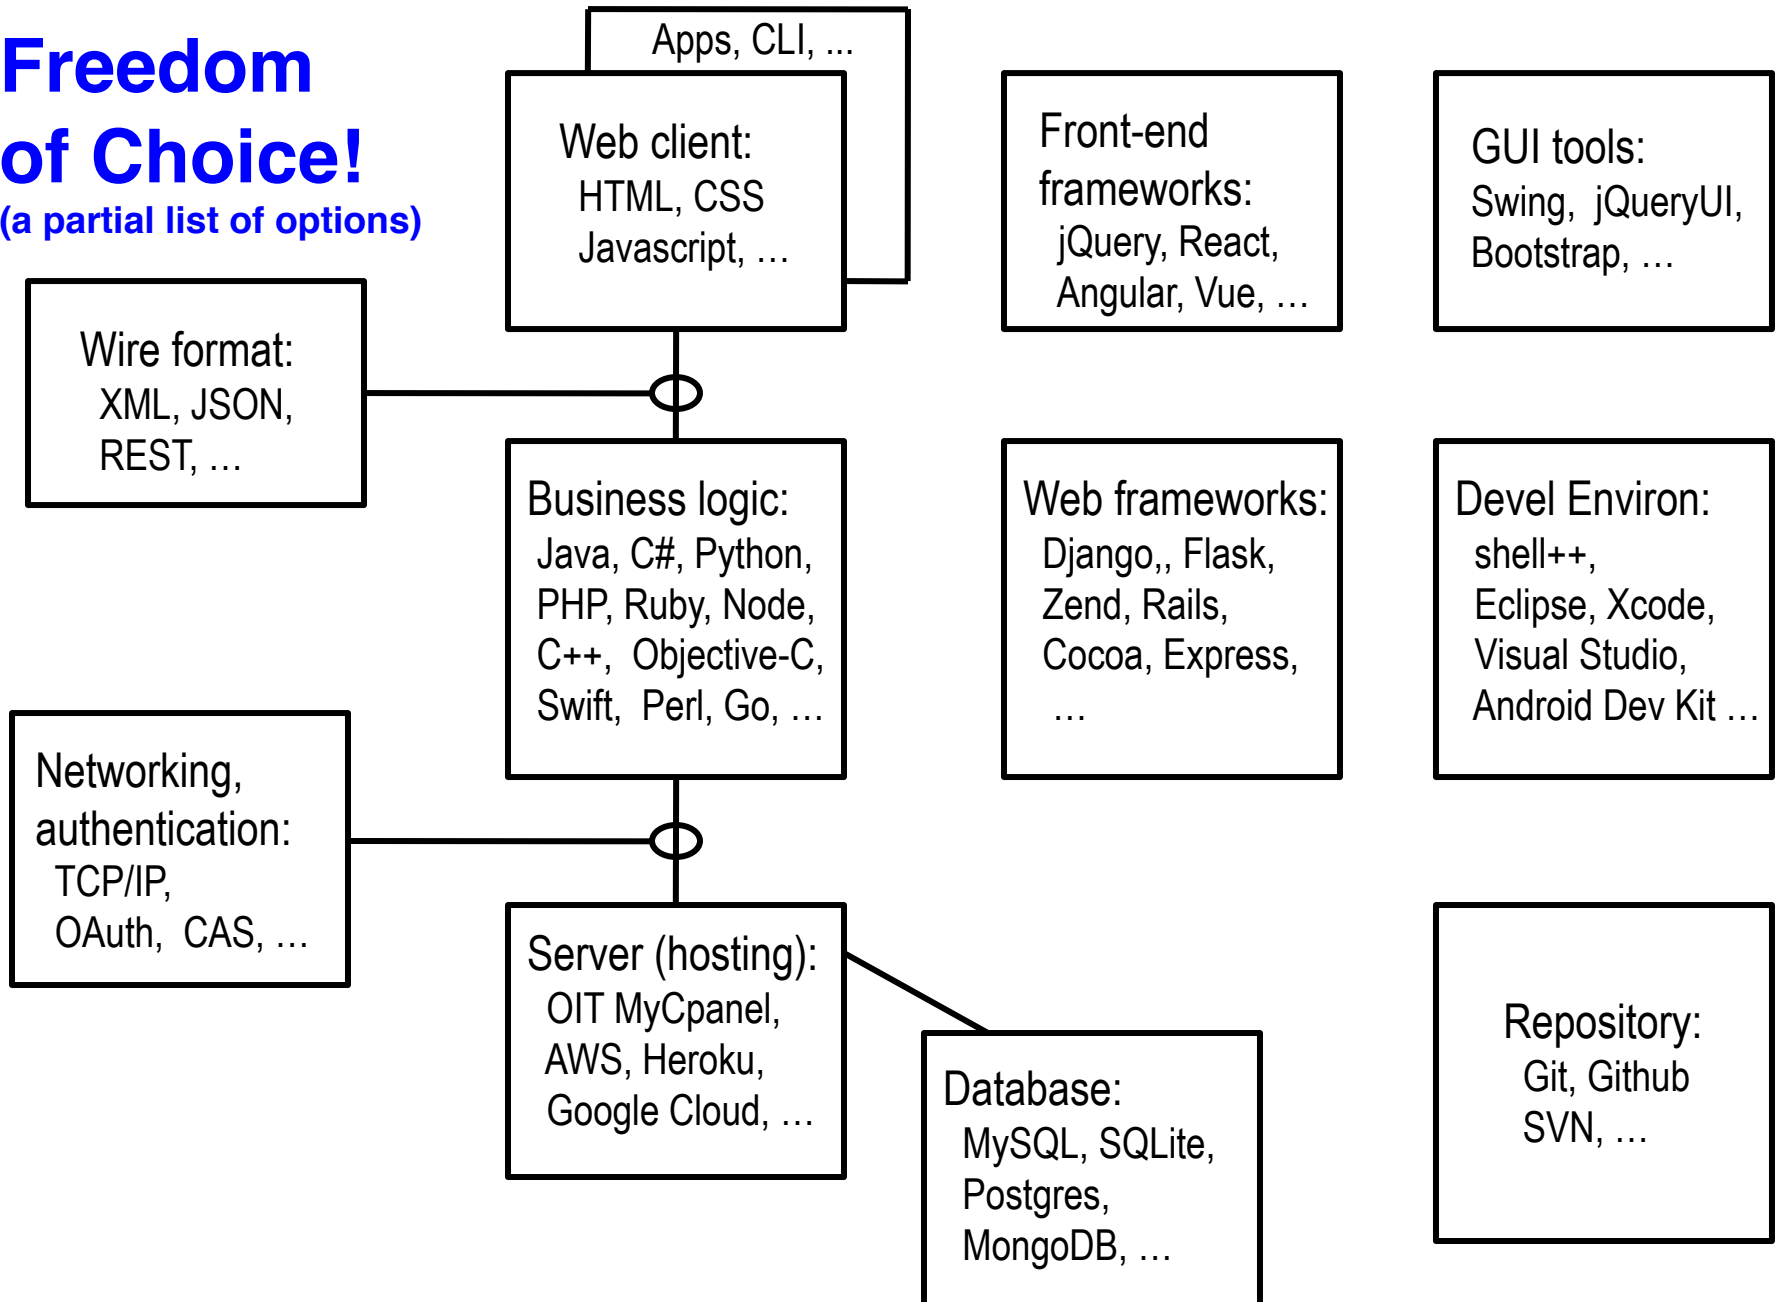 Freedom
of Choice!
(a partial list of options)
Apps, CLI, ...
Web client:
HTML, CSS
Javascript, …
Front-end
frameworks:
jQuery, React,
Angular, Vue, …
GUI tools:
Swing, jQueryUI,
Bootstrap, …
Wire format:
XML, JSON,
REST, …
Business logic:
Java, C#, Python,
PHP, Ruby, Node,
C++, Objective-C,
Swift, Perl, Go, …
Web frameworks:
Django,, Flask,
Zend, Rails,
Cocoa, Express,
…
Devel Environ:
shell++,
Eclipse, Xcode,
Visual Studio,
Android Dev Kit …
Networking,
authentication:
TCP/IP,
OAuth, CAS, …
Server (hosting):
OIT MyCpanel,
AWS, Heroku,
Google Cloud, …
Database:
MySQL, SQLite,
Postgres,
MongoDB, …
Repository:
Git, Github
SVN, …